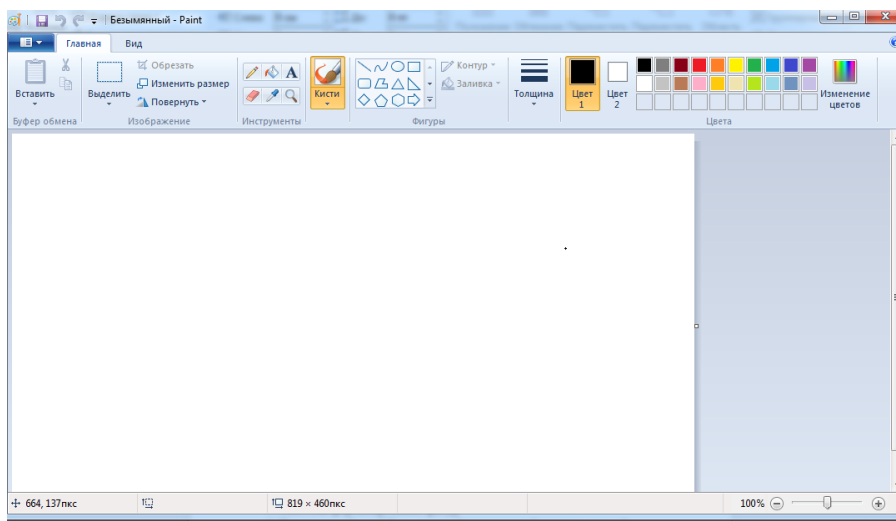 Безымянный - Paint
Главная Вид
Вставить
Буфер обмена
Выделить
Обрезать
Изменить размер
Повернуть
Изображение
A
Инструменты
Кисти
Контур
Заливка
Фигуры
Толщина
Цвет 1
Цвет 2
Изменение цветов
Цвета
664, 137пкс
819 × 460пкс
100%